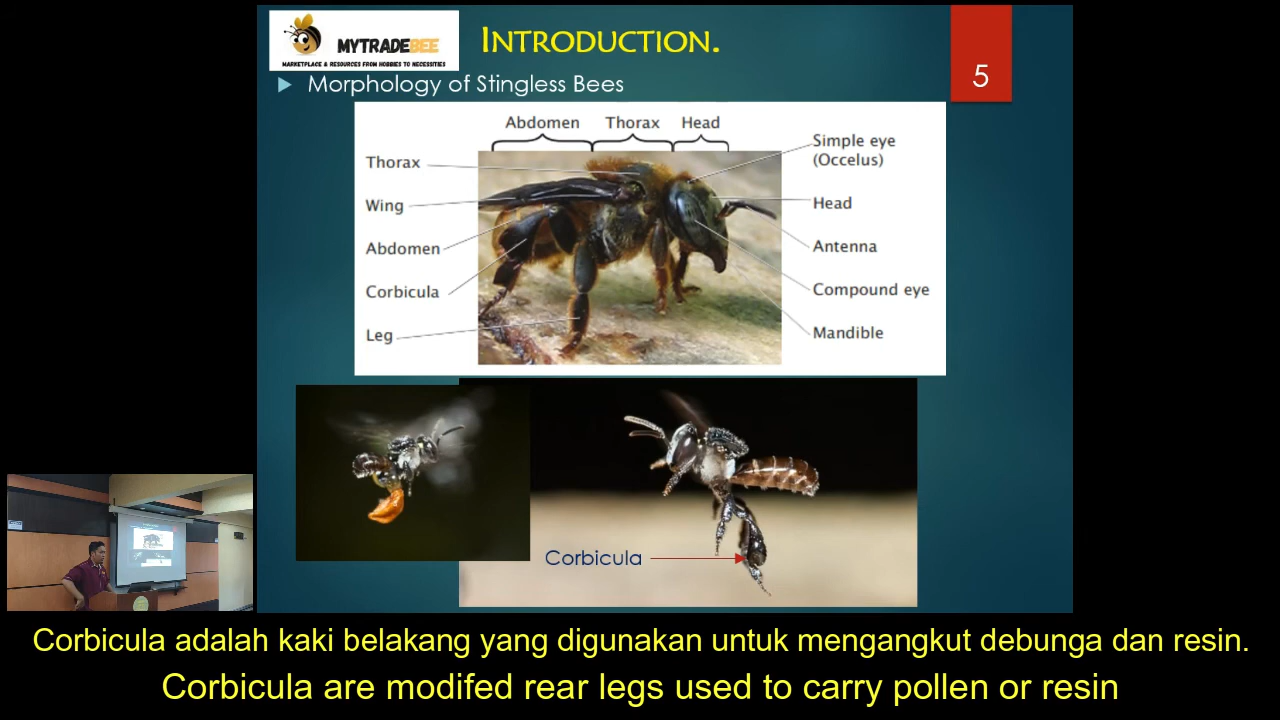 MYTRADEBEE
MARKETPLACE & RESOURCES FROM HOBBIES TO NECESSITIES
INTRODUCTION.
5
Morphology of Stingless Bees
Abdomen Thorax Head
Thorax
Wing
Abdomen
Corbicula
Leg
Simple eye
(Occelus)
Head
Antenna
Compound eye
Mandible
Corbicula
Corbicula adalah kaki belakang yang digunakan untuk mengangkut debunga dan resin.
Corbicula are modifed rear legs used to carry pollen or resin